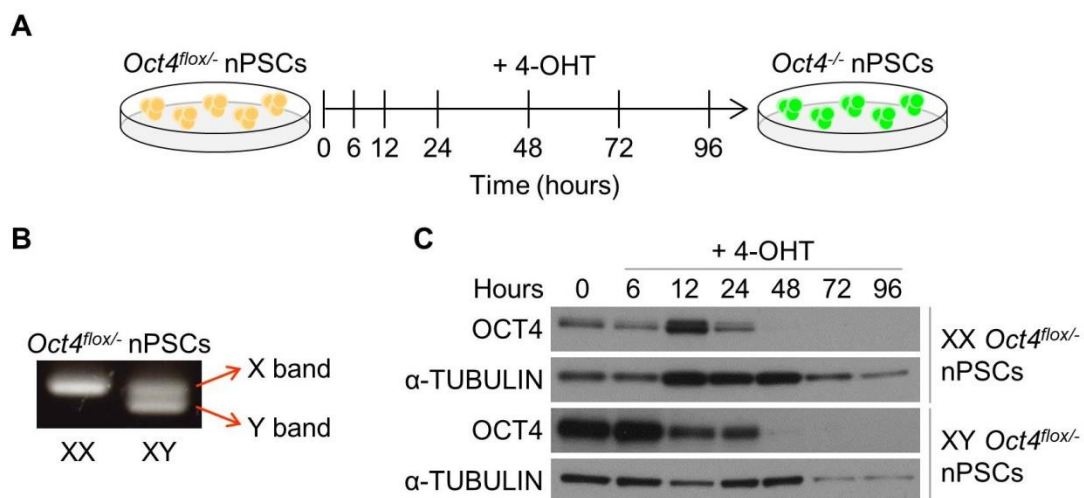 A
Oct4flox/- nPSCs
+ 4-OHT
Oct4-/- nPSCs
0 6 12 24 48 72 96
Time (hours)
B
Oct4flox/- nPSCs
X band
Y band
XX XY
C
+ 4-OHT
Hours 0 6 12 24 48 72 96
OCT4
α-TUBULIN
XX Oct4flox/-
nPSCs
OCT4
α-TUBULIN
XY Oct4flox/-
nPSCs